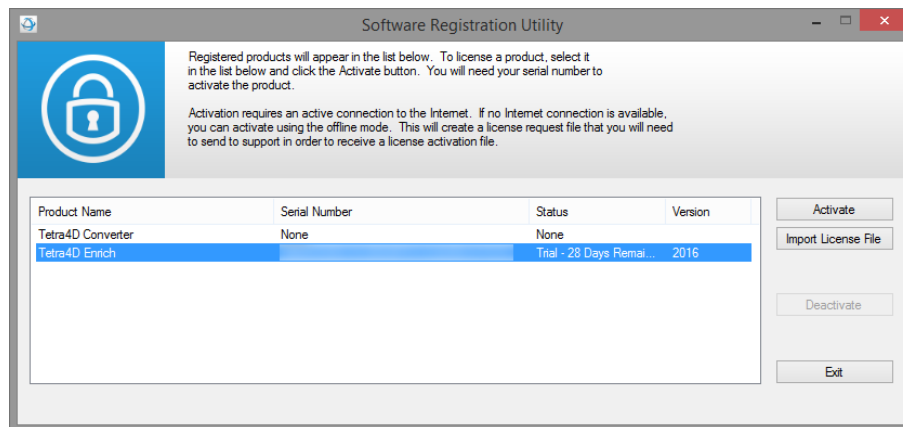 Software Registration Utility
Registered products will appear in the list below. To license a product, select it
in the list below and click the Activate button. You will need your serial number to
activate the product.
Activation requires an active connection to the Internet. If no Internet connection is available,
you can activate using the offline mode. This will create a license request file that you will need
to send to support in order to receive a license activation file.
Product Name Serial Number Status Version
Tetra4D Converter None None
Tetra4D Enrich Trial - 28 Days Remai... 2016
Activate
Import License File
Deactivate
Exit